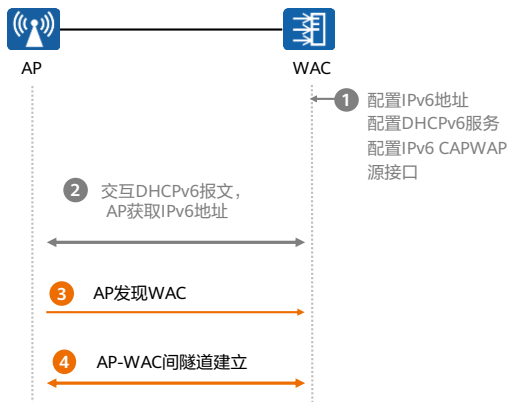 AP
WAC
1
配置IPv6地址
配置DHCPv6服务
配置IPv6 CAPWAP
源接口
2
交互DHCPv6报文，
AP获取IPv6地址
3
AP发现WAC
4
AP-WAC间隧道建立